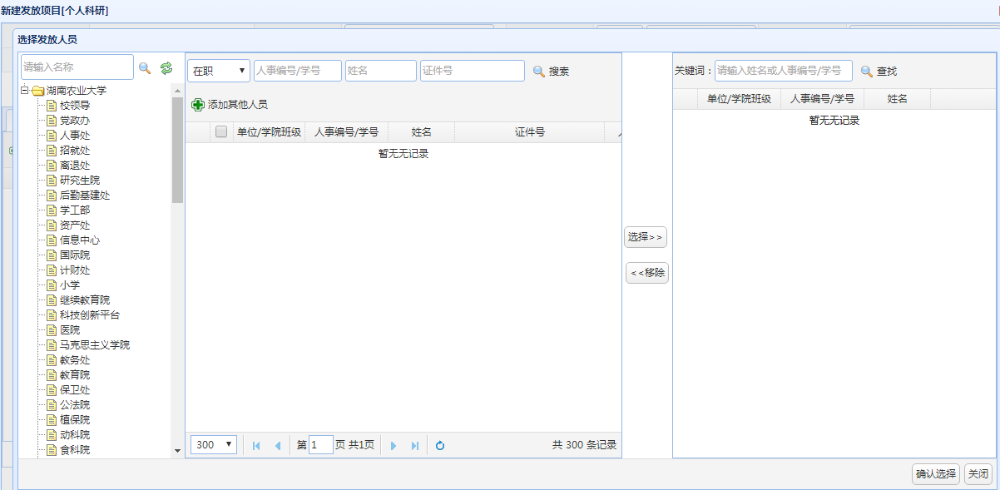 新建发放项目[个人科研]
选择发放人员
请输入名称
湖南农业大学
校领导
党政办
人事处
招就处
离退处
研究生院
后勤基建处
学工部
资产处
信息中心
国际院
计财处
小学
继续教育院
科技创新平台
医院
马克思主义学院
教务处
教育院
保卫处
公法院
植保院
动科院
食科院
在职 人事编号/学号 姓名 证件号 搜索
添加其他人员
单位/学院班级 人事编号/学号 姓名 证件号
暂无无记录
300 第 1 页 共1页 共 300 条记录
选择>>
<<移除
关键词： 请输入姓名或人事编号/学号 查找
单位/学院班级 人事编号/学号 姓名
暂无无记录
确认选择 关闭